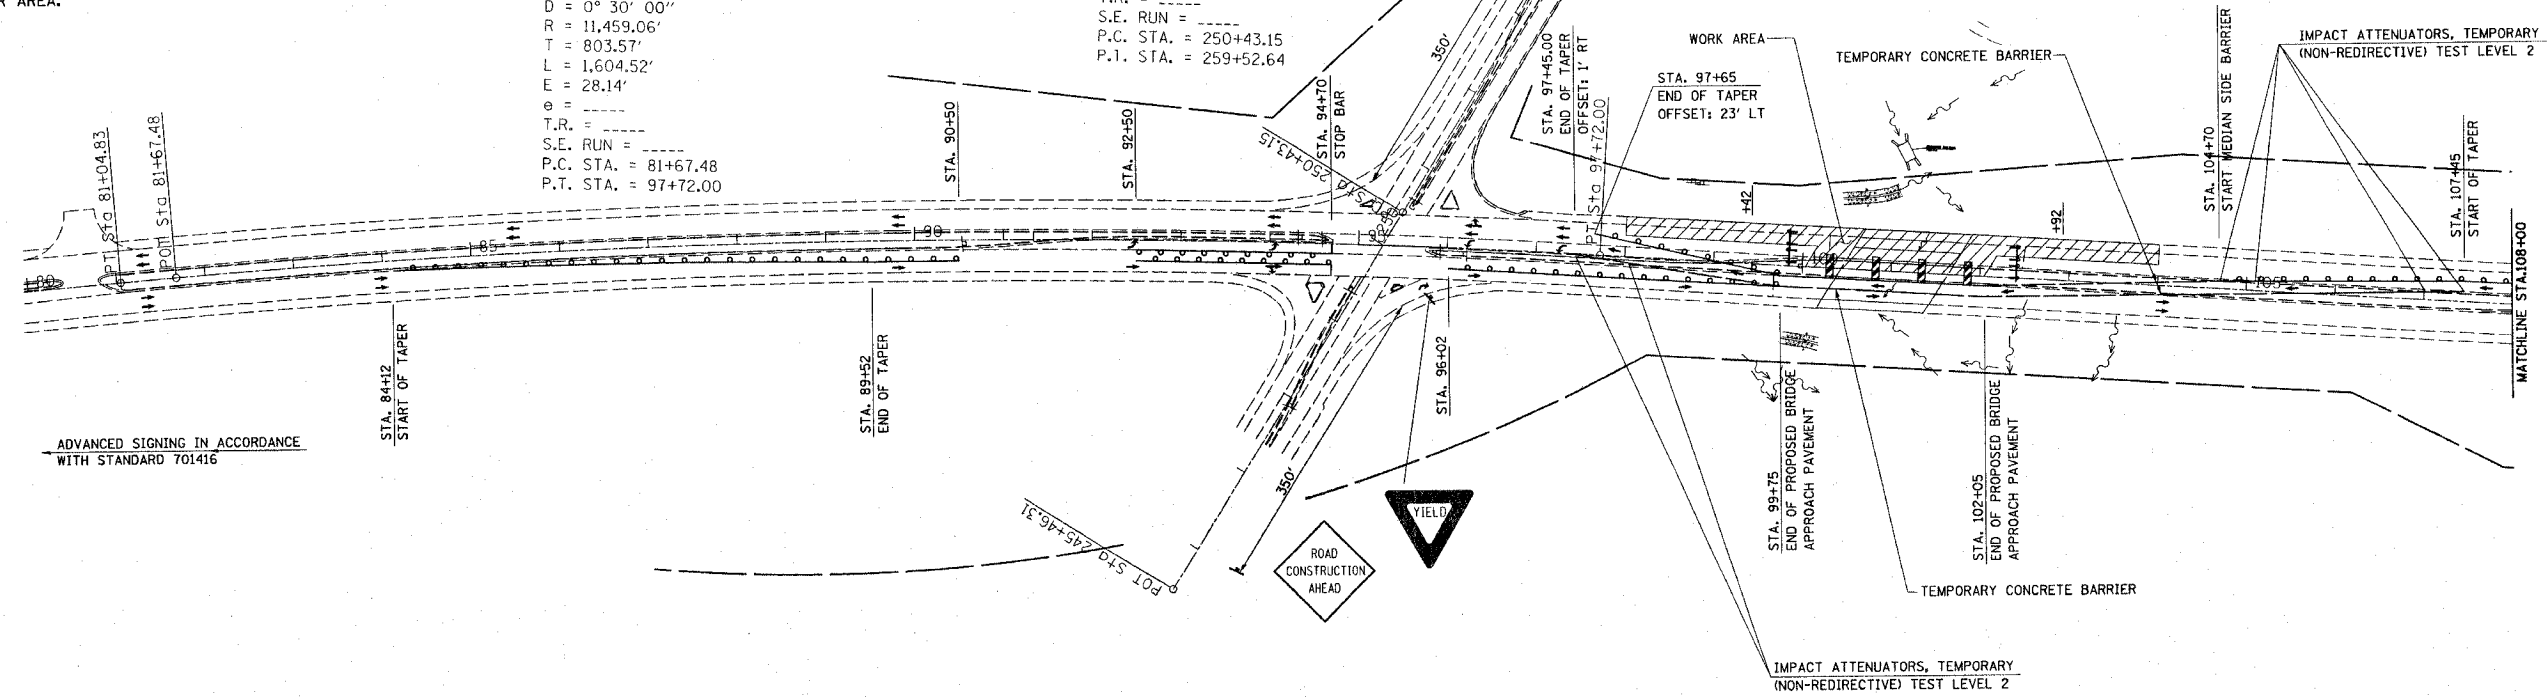 R AREA.
D = 0° 30' 00"
R = 11,459.06'
T = 803.57'
L = 1,604.52'
E = 28.14'
e = _____
T.R. = _____
S.E. RUN = _____
P.C. STA. = 81+67.48
P.T. STA. = 97+72.00
T.R. = _____
S.E. RUN = _____
P.C. STA. = 250+43.15
P.T. STA. = 259+52.64
PT Sta 81+04.83
POT Sta 81+67.48
STA. 90+50
STA. 92+50
STA. 94+70
STOP BAR
Sta 250+43.15
350'
STA. 97+45.00
END OF TAPER
OFFSET: 1' RT
Sta 97+72.00
STA. 97+65
END OF TAPER
OFFSET: 23' LT
WORK AREA
TEMPORARY CONCRETE BARRIER
+42
+92
STA. 104+70
START MEDIAN SIDE BARRIER
IMPACT ATTENUATORS, TEMPORARY
(NON-REDIRECTIVE) TEST LEVEL 2
STA. 107+45
START OF TAPER
MATCHLINE STA.108+00
80
85
90
105
STA. 84+12
START OF TAPER
STA. 89+52
END OF TAPER
STA. 96+02
STA. 99+75
END OF PROPOSED BRIDGE
APPROACH PAVEMENT
STA. 102+05
END OF PROPOSED BRIDGE
APPROACH PAVEMENT
ADVANCED SIGNING IN ACCORDANCE
WITH STANDARD 701416
350'
POT Sta 245+46.31
YIELD
ROAD
CONSTRUCTION
AHEAD
TEMPORARY CONCRETE BARRIER
IMPACT ATTENUATORS, TEMPORARY
(NON-REDIRECTIVE) TEST LEVEL 2